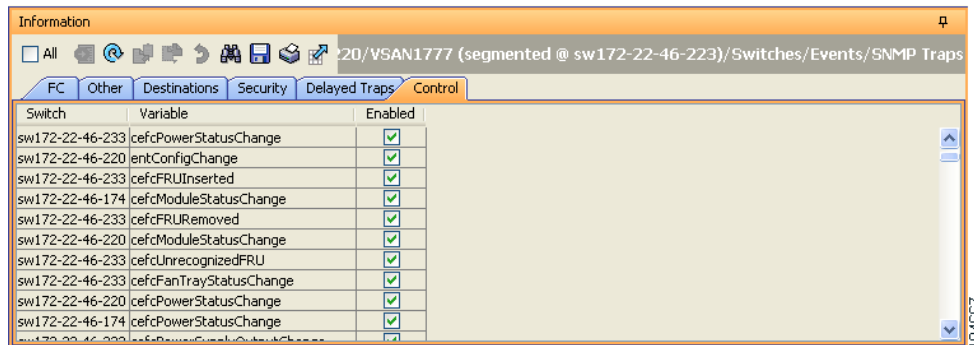 Information
All
20/VSAN1777 (segmented @ sw172-22-46-223)/Switches/Events/SNMP Traps
FC Other Destinations Security Delayed Traps Control
Switch Variable Enabled
sw172-22-46-233 cefcPowerStatusChange
sw172-22-46-220 entConfigChange
sw172-22-46-233 cefcFRUInserted
sw172-22-46-174 cefcModuleStatusChange
sw172-22-46-233 cefcFRURemoved
sw172-22-46-220 cefcModuleStatusChange
sw172-22-46-233 cefcUnrecognizedFRU
sw172-22-46-233 cefcFanTrayStatusChange
sw172-22-46-220 cefcPowerStatusChange
sw172-22-46-174 cefcPowerStatusChange
cefcPowerSupplyOutputChange